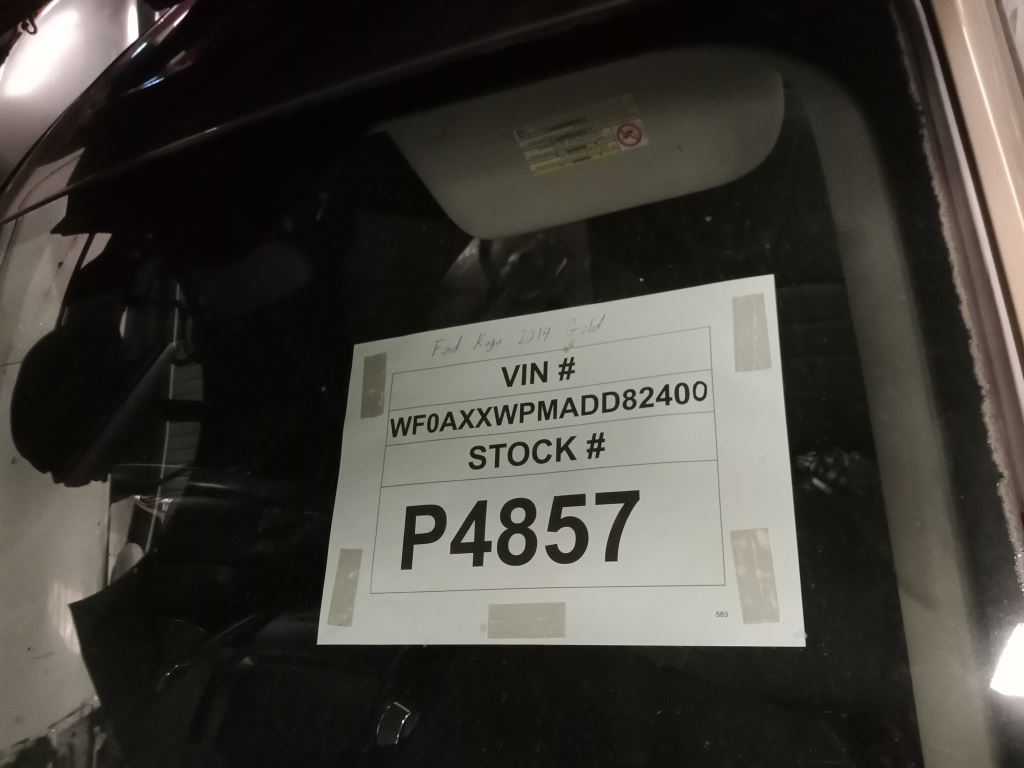 Ford Kuga 2014 Gold
VIN #
WF0AXXWPMADD82400
STOCK #
P4857
583